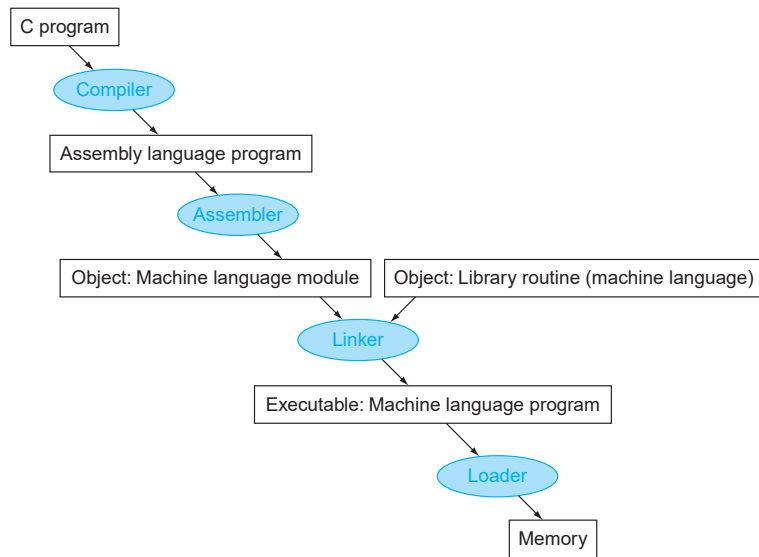 C program
Compiler
Assembly language program
Assembler
Object: Machine language module
Object: Library routine (machine language)
Linker
Executable: Machine language program
Loader
Memory